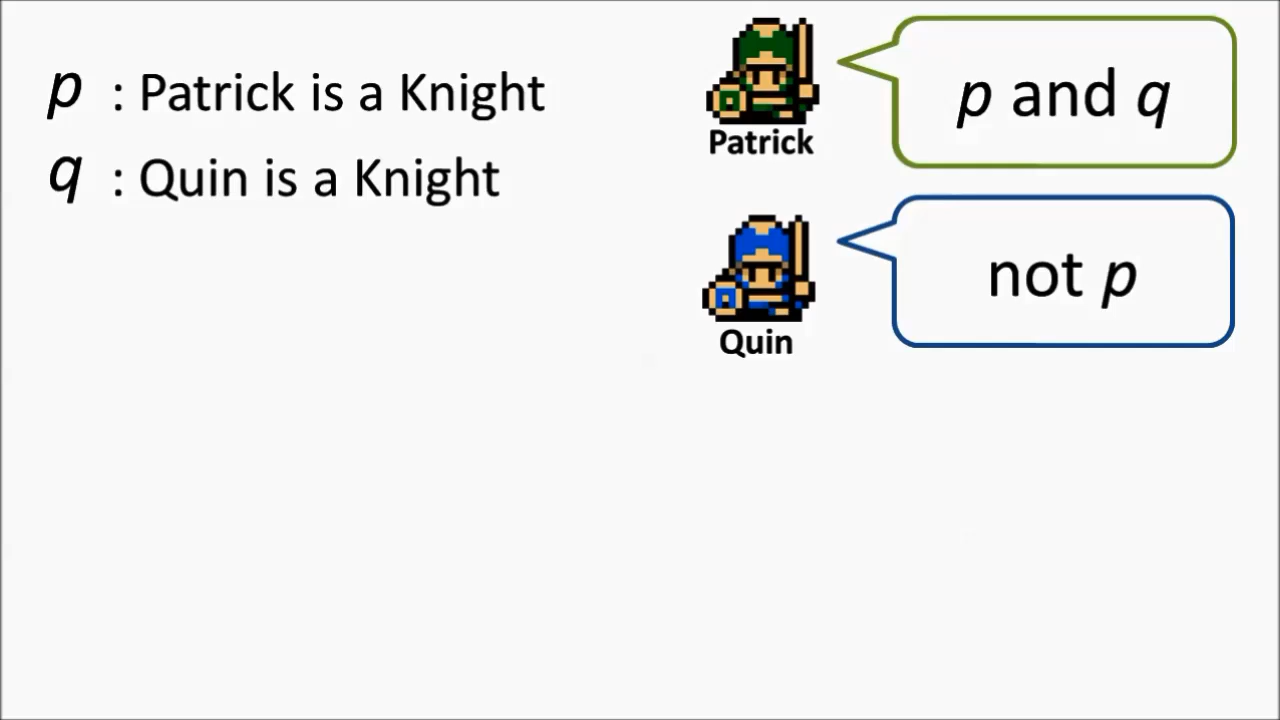 p : Patrick is a Knight
q : Quin is a Knight
Patrick
p and q
Quin
not p